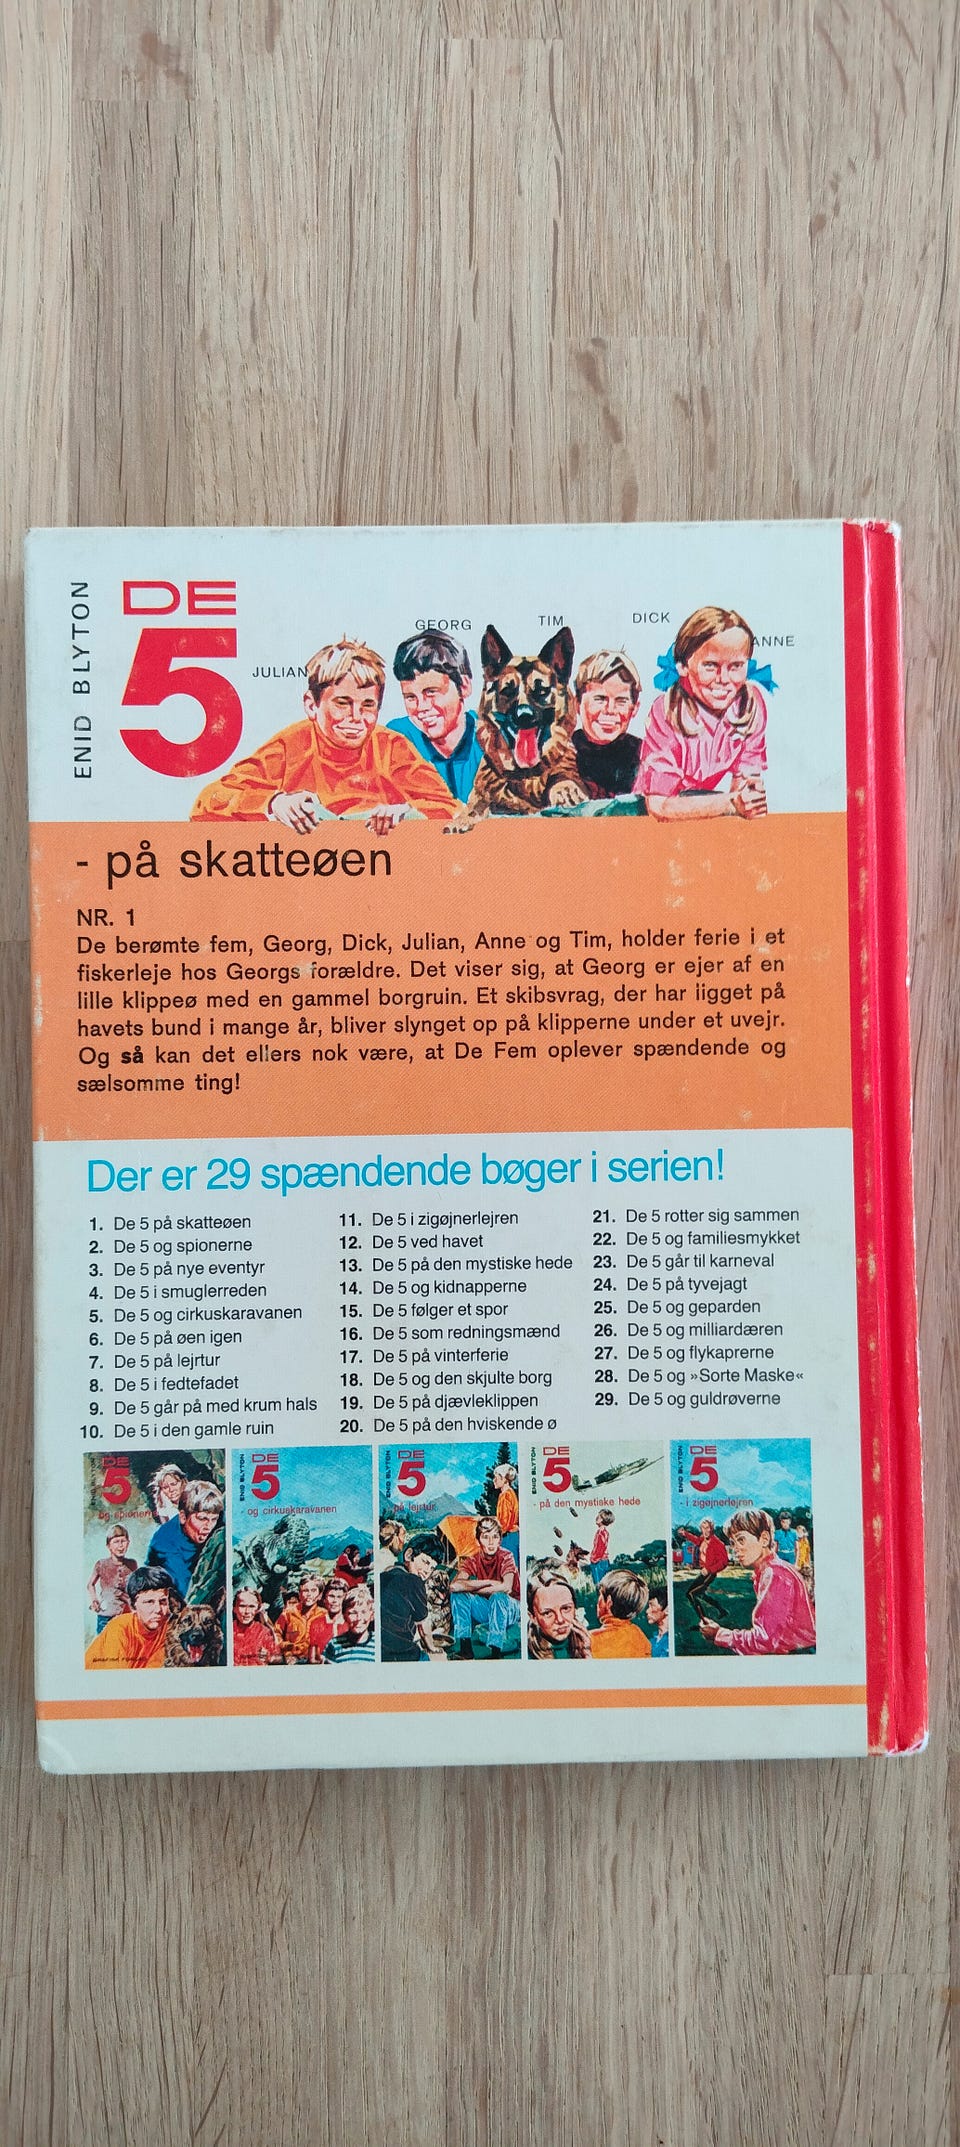 ENID BLYTON
DE
5
JULIAN
GEORG
TIM
DICK
ANNE
- på skatteøen
NR. 1
De berømte fem, Georg, Dick, Julian, Anne og Tim, holder ferie i et
fiskerleje hos Georgs forældre. Det viser sig, at Georg er ejer af en
lille klippeø med en gammel borgruin. Et skibsvrag, der har ligget på
havets bund i mange år, bliver slynget op på klipperne under et uvejr.
Og så kan det ellers nok være, at De Fem oplever spændende og
sælsomme ting!
Der er 29 spændende bøger i serien!
1. De 5 på skatteøen
2. De 5 og spionerne
3. De 5 på nye eventyr
4. De 5 i smuglerreden
5. De 5 og cirkuskaravanen
6. De 5 på øen igen
7. De 5 på lejrtur
8. De 5 i fedtefadet
9. De 5 går på med krum hals
10. De 5 i den gamle ruin
11. De 5 i zigøjnerlejren
12. De 5 ved havet
13. De 5 på den mystiske hede
14. De 5 og kidnapperne
15. De 5 følger et spor
16. De 5 som redningsmænd
17. De 5 på vinterferie
18. De 5 og den skjulte borg
19. De 5 på djævleklippen
20. De 5 på den hviskende ø
21. De 5 rotter sig sammen
22. De 5 og familiesmykket
23. De 5 går til karneval
24. De 5 på tyvejagt
25. De 5 og geparden
26. De 5 og milliardæren
27. De 5 og flykaprerne
28. De 5 og »Sorte Maske«
29. De 5 og guldrøverne
ENID BLYTON
DE
5
og spionerne
ENID BLYTON
DE
5
- og cirkuskaravanen
ENID BLYTON
DE
5
- på lejrtur
ENID BLYTON
DE
5
- på den mystiske hede
ENID BLYTON
DE
5
- i zigøjnerlejren